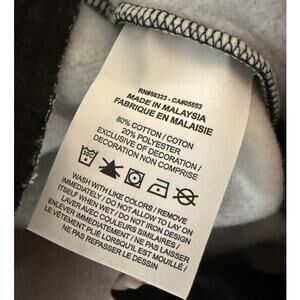 RN#56323 - CA#05553
MADE IN MALAYSIA
FABRIQUE EN MALAISIE
80% COTTON / COTON
20% POLYESTER
EXCLUSIVE OF DECORATION /
DECORATION NON COMPRISE
WASH WITH LIKE COLORS / REMOVE
IMMEDIATELY / DO NOT ALLOW TO LAY ON
ITSELF WHEN WET / DO NOT IRON DESIGN
LAVER AVEC COULEURS SIMILAIRES /
ENLEVER IMMEDIATEMENT / NE PAS LAISSER
LE VÊTEMENT PLIÉ LORSQU'IL EST MOUILLÉ /
NE PAS REPASSER LE DESSIN